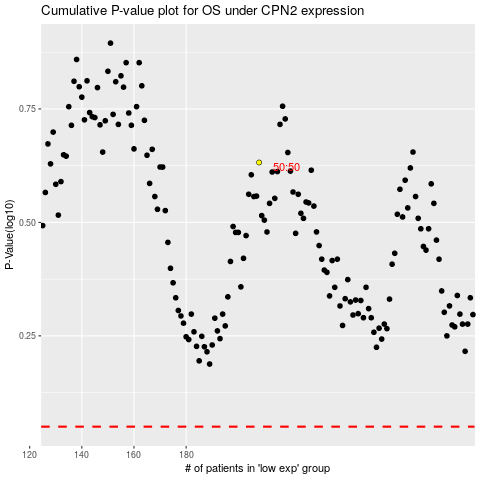 Cumulative P-value plot for OS under CPN2 expression
P-Value(log10)
0.75
0.50
0.25
50:50
120 140 160 180
# of patients in 'low exp' group